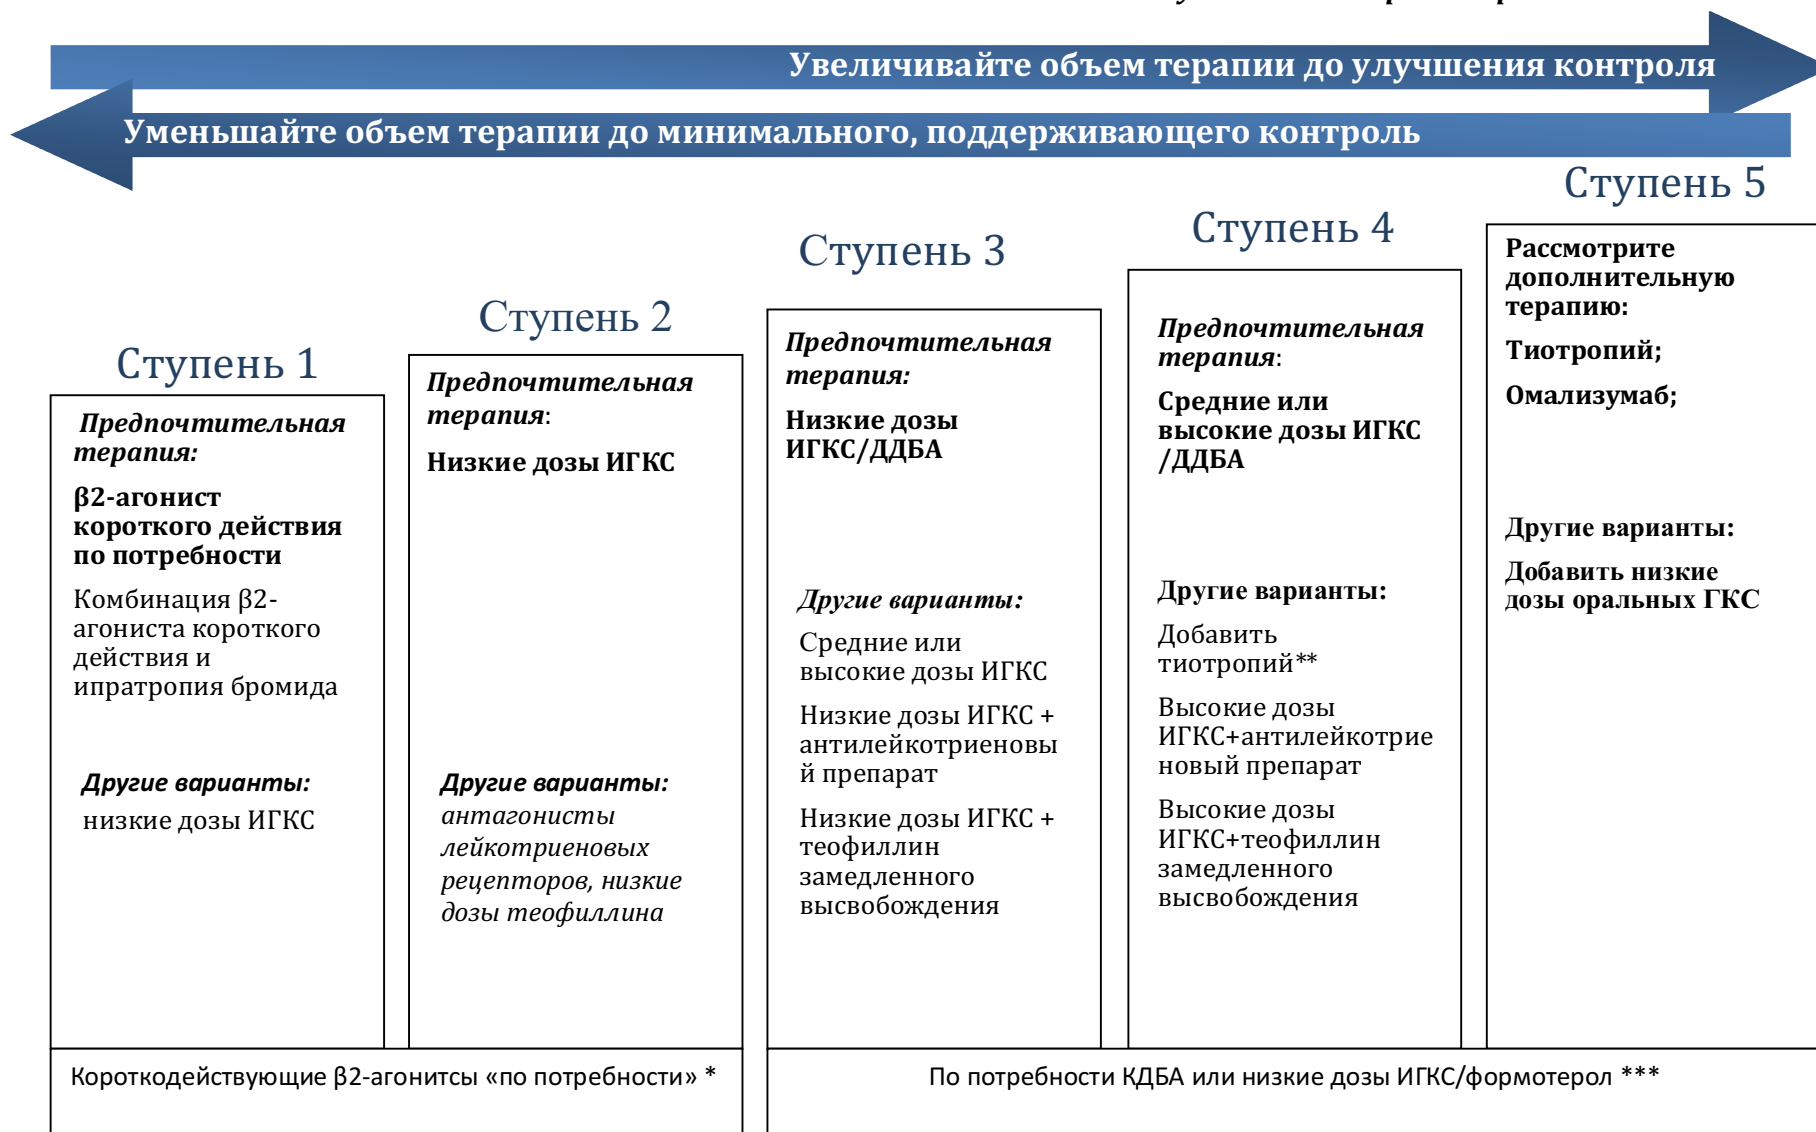 Увеличивайте объем терапии до улучшения контроля
Уменьшайте объем терапии до минимального, поддерживающего контроль
Ступень 1
Предпочтительная
терапия:
β2-агонист
короткого действия
по потребности
Комбинация β2-
агониста короткого
действия и
ипратропия бромида
Другие варианты:
низкие дозы ИГКС
Ступень 2
Предпочтительная
терапия:
Низкие дозы ИГКС
Другие варианты:
антагонисты
лейкотриеновых
рецепторов, низкие
дозы теофиллина
Ступень 3
Предпочтительная
терапия:
Низкие дозы
ИГКС/ДДБА
Другие варианты:
Средние или
высокие дозы ИГКС
Низкие дозы ИГКС +
антилейкотриеновы
й препарат
Низкие дозы ИГКС +
теофиллин
замедленного
высвобождения
Ступень 4
Предпочтительная
терапия:
Средние или
высокие дозы ИГКС
/ДДБА
Другие варианты:
Добавить
тиотропий**
Высокие дозы
ИГКС+антилейкотрие
новый препарат
Высокие дозы
ИГКС+теофиллин
замедленного
высвобождения
Ступень 5
Рассмотрите
дополнительную
терапию:
Тиотропий;
Омализумаб;
Другие варианты:
Добавить низкие
дозы оральных ГКС
Короткодействующие β2-агонитсы «по потребности» *
По потребности КДБА или низкие дозы ИГКС/формотерол ***